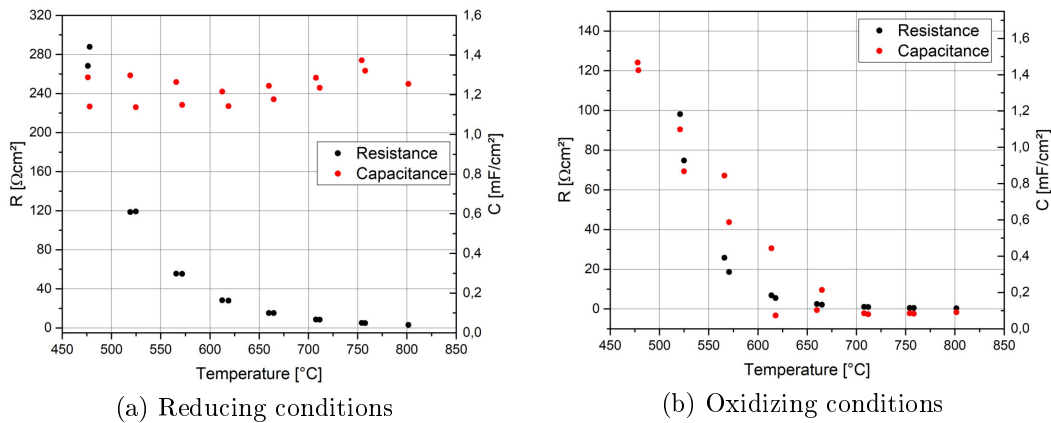 320
280
240
200
160
120
80
40
0
R [Ωcm²]
1,6
1,4
1,2
1,0
0,8
0,6
0,4
0,2
0,0
C [mF/cm²]
Resistance
Capacitance
450 500 550 600 650 700 750 800 850
Temperature [°C]
(a) Reducing conditions
140
120
100
80
60
40
20
0
R [Ωcm²]
1,6
1,4
1,2
1,0
0,8
0,6
0,4
0,2
0,0
C [mF/cm²]
Resistance
Capacitance
450 500 550 600 650 700 750 800 850
Temperature [°C]
(b) Oxidizing conditions